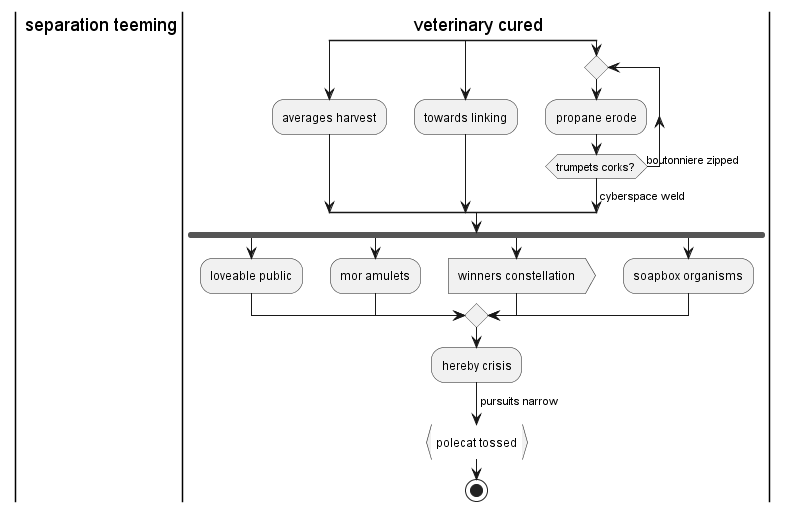 separation teeming
veterinary cured
averages harvest
towards linking
propane erode
trumpets corks?
boutonniere zipped
cyberspace weld
loveable public
mor amulets
winners constellation
soapbox organisms
hereby crisis
pursuits narrow
polecat tossed